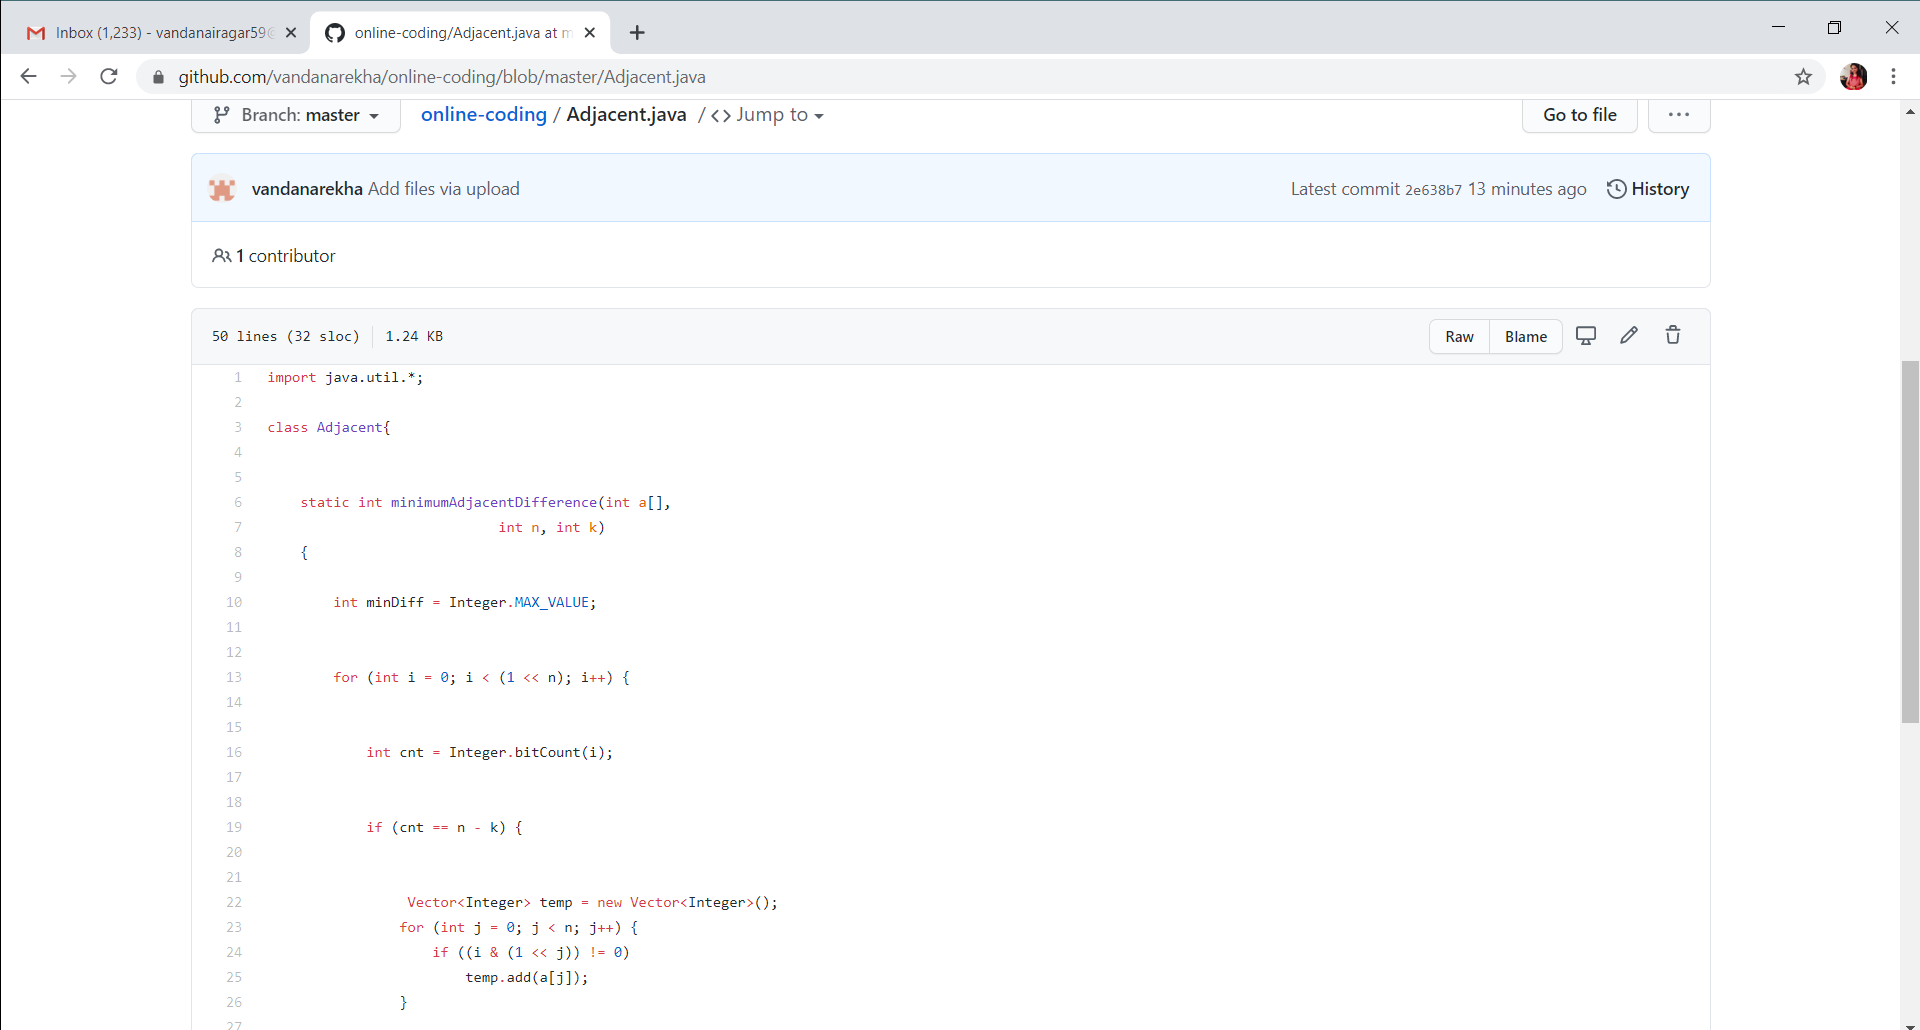 Inbox (1,233) - vandanairagar59@
online-coding/Adjacent.java at m
github.com/vandanarekha/online-coding/blob/master/Adjacent.java
Branch: master
online-coding / Adjacent.java / <> Jump to
Go to file
...
vandanarekha Add files via upload
Latest commit 2e638b7 13 minutes ago
History
1 contributor
50 lines (32 sloc)
1.24 KB
Raw
Blame
1 import java.util.*;
2
3 class Adjacent{
4
5
6 static int minimumAdjacentDifference(int a[],
7 int n, int k)
8 {
9
10 int minDiff = Integer.MAX_VALUE;
11
12
13 for (int i = 0; i < (1 << n); i++) {
14
15
16 int cnt = Integer.bitCount(i);
17
18
19 if (cnt == n - k) {
20
21
22 Vector<Integer> temp = new Vector<Integer>();
23 for (int j = 0; j < n; j++) {
24 if ((i & (1 << j)) != 0)
25 temp.add(a[j]);
26 }
27